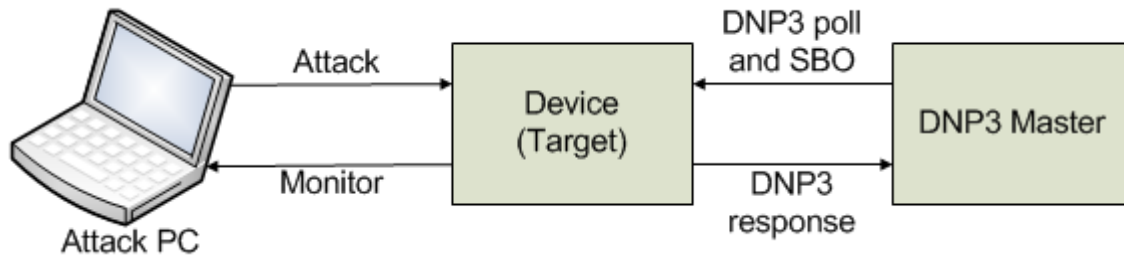 Attack
Monitor
Attack PC
Device
(Target)
DNP3 poll
and SBO
DNP3
response
DNP3 Master